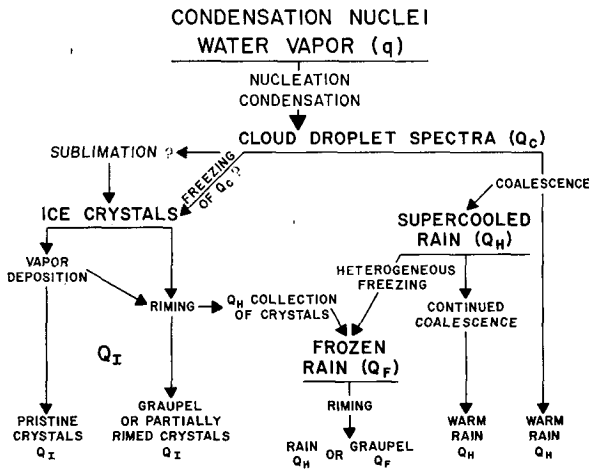 CONDENSATION NUCLEI
WATER VAPOR (q)
NUCLEATION
CONDENSATION
CLOUD DROPLET SPECTRA (QC)
SUBLIMATION ?
FREEZING
OF QC ?
COALESCENCE
ICE CRYSTALS
SUPERCOOLED
RAIN (QH)
VAPOR
DEPOSITION
HETEROGENEOUS
FREEZING
RIMING
QH COLLECTION
OF CRYSTALS
CONTINUED
COALESCENCE
QI
FROZEN
RAIN (QF)
RIMING
PRISTINE
CRYSTALS
QI
GRAUPEL
OR PARTIALLY
RIMED CRYSTALS
QI
RAIN OR GRAUPEL
QH QF
WARM
RAIN
QH
WARM
RAIN
QH